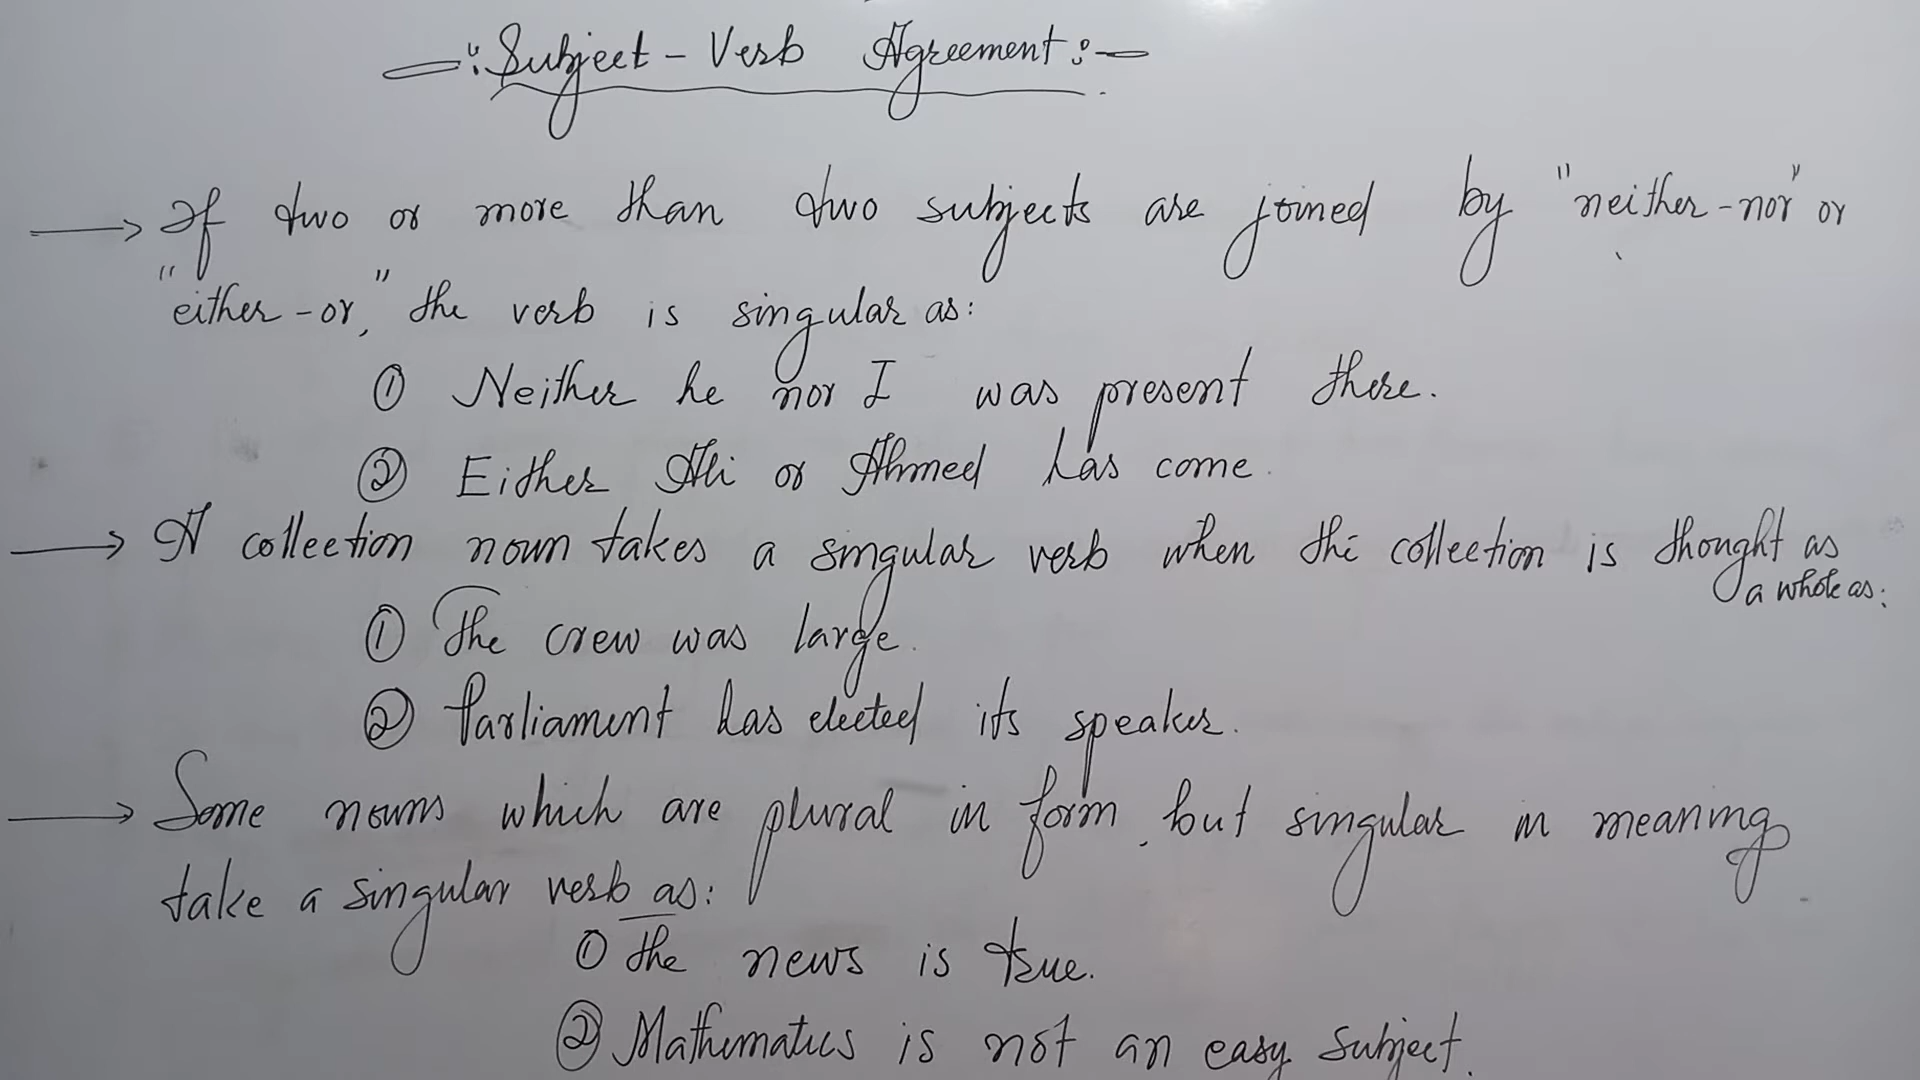 Subject - Verb Agreement :-
→ If two or more than two subjects are joined by "neither-nor" or
"either-or," the verb is singular as:
① Neither he nor I was present there.
② Either Ali or Ahmed has come.
→ A collection noun takes a singular verb when the collection is thought as
a whole as:
① The crew was large.
② Parliament has elected its speaker.
→ Some nouns which are plural in form, but singular in meaning
take a singular verb as:
① The news is true.
② Mathematics is not an easy subject.